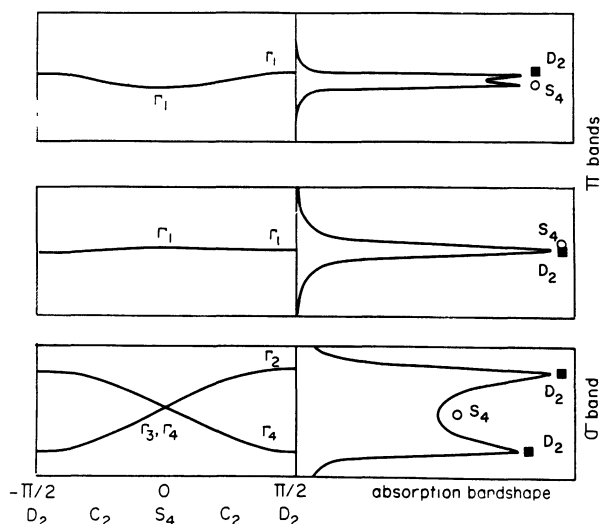 Γ₁
Γ₁
D₂
S₄
Π bands
Γ₁
Γ₁
S₄
D₂
Γ₂
Γ₃, Γ₄
Γ₄
D₂
S₄
D₂
σ band
−Π/2 0 Π/2 absorption bardshape
D₂ C₂ S₄ C₂ D₂